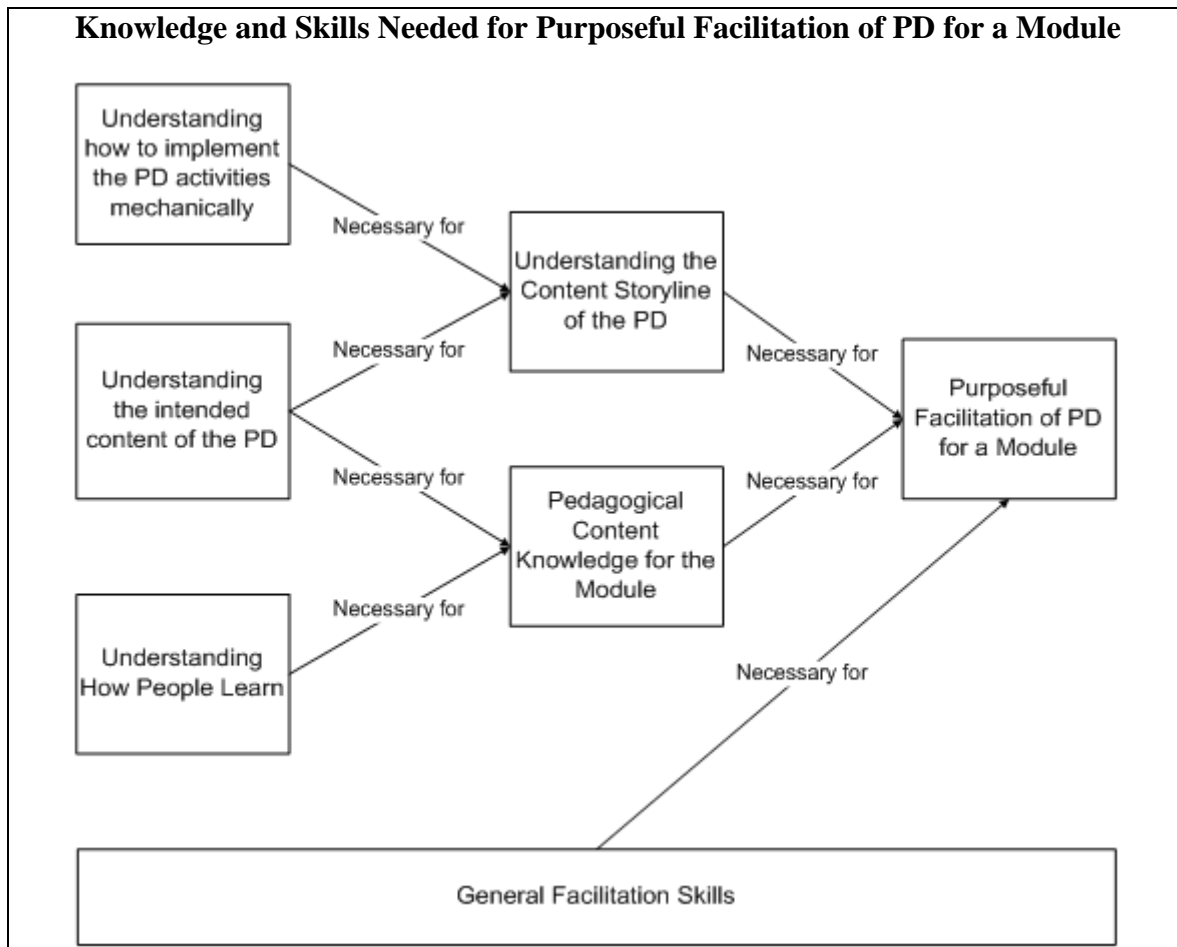 Knowledge and Skills Needed for Purposeful Facilitation of PD for a Module
Understanding
how to implement
the PD activities
mechanically
Necessary for
Understanding the
Content Storyline
of the PD
Necessary for
Necessary for
Understanding
the intended
content of the PD
Purposeful
Facilitation of PD
for a Module
Necessary for
Necessary for
Pedagogical
Content
Knowledge for the
Module
Necessary for
Understanding
How People Learn
Necessary for
General Facilitation Skills